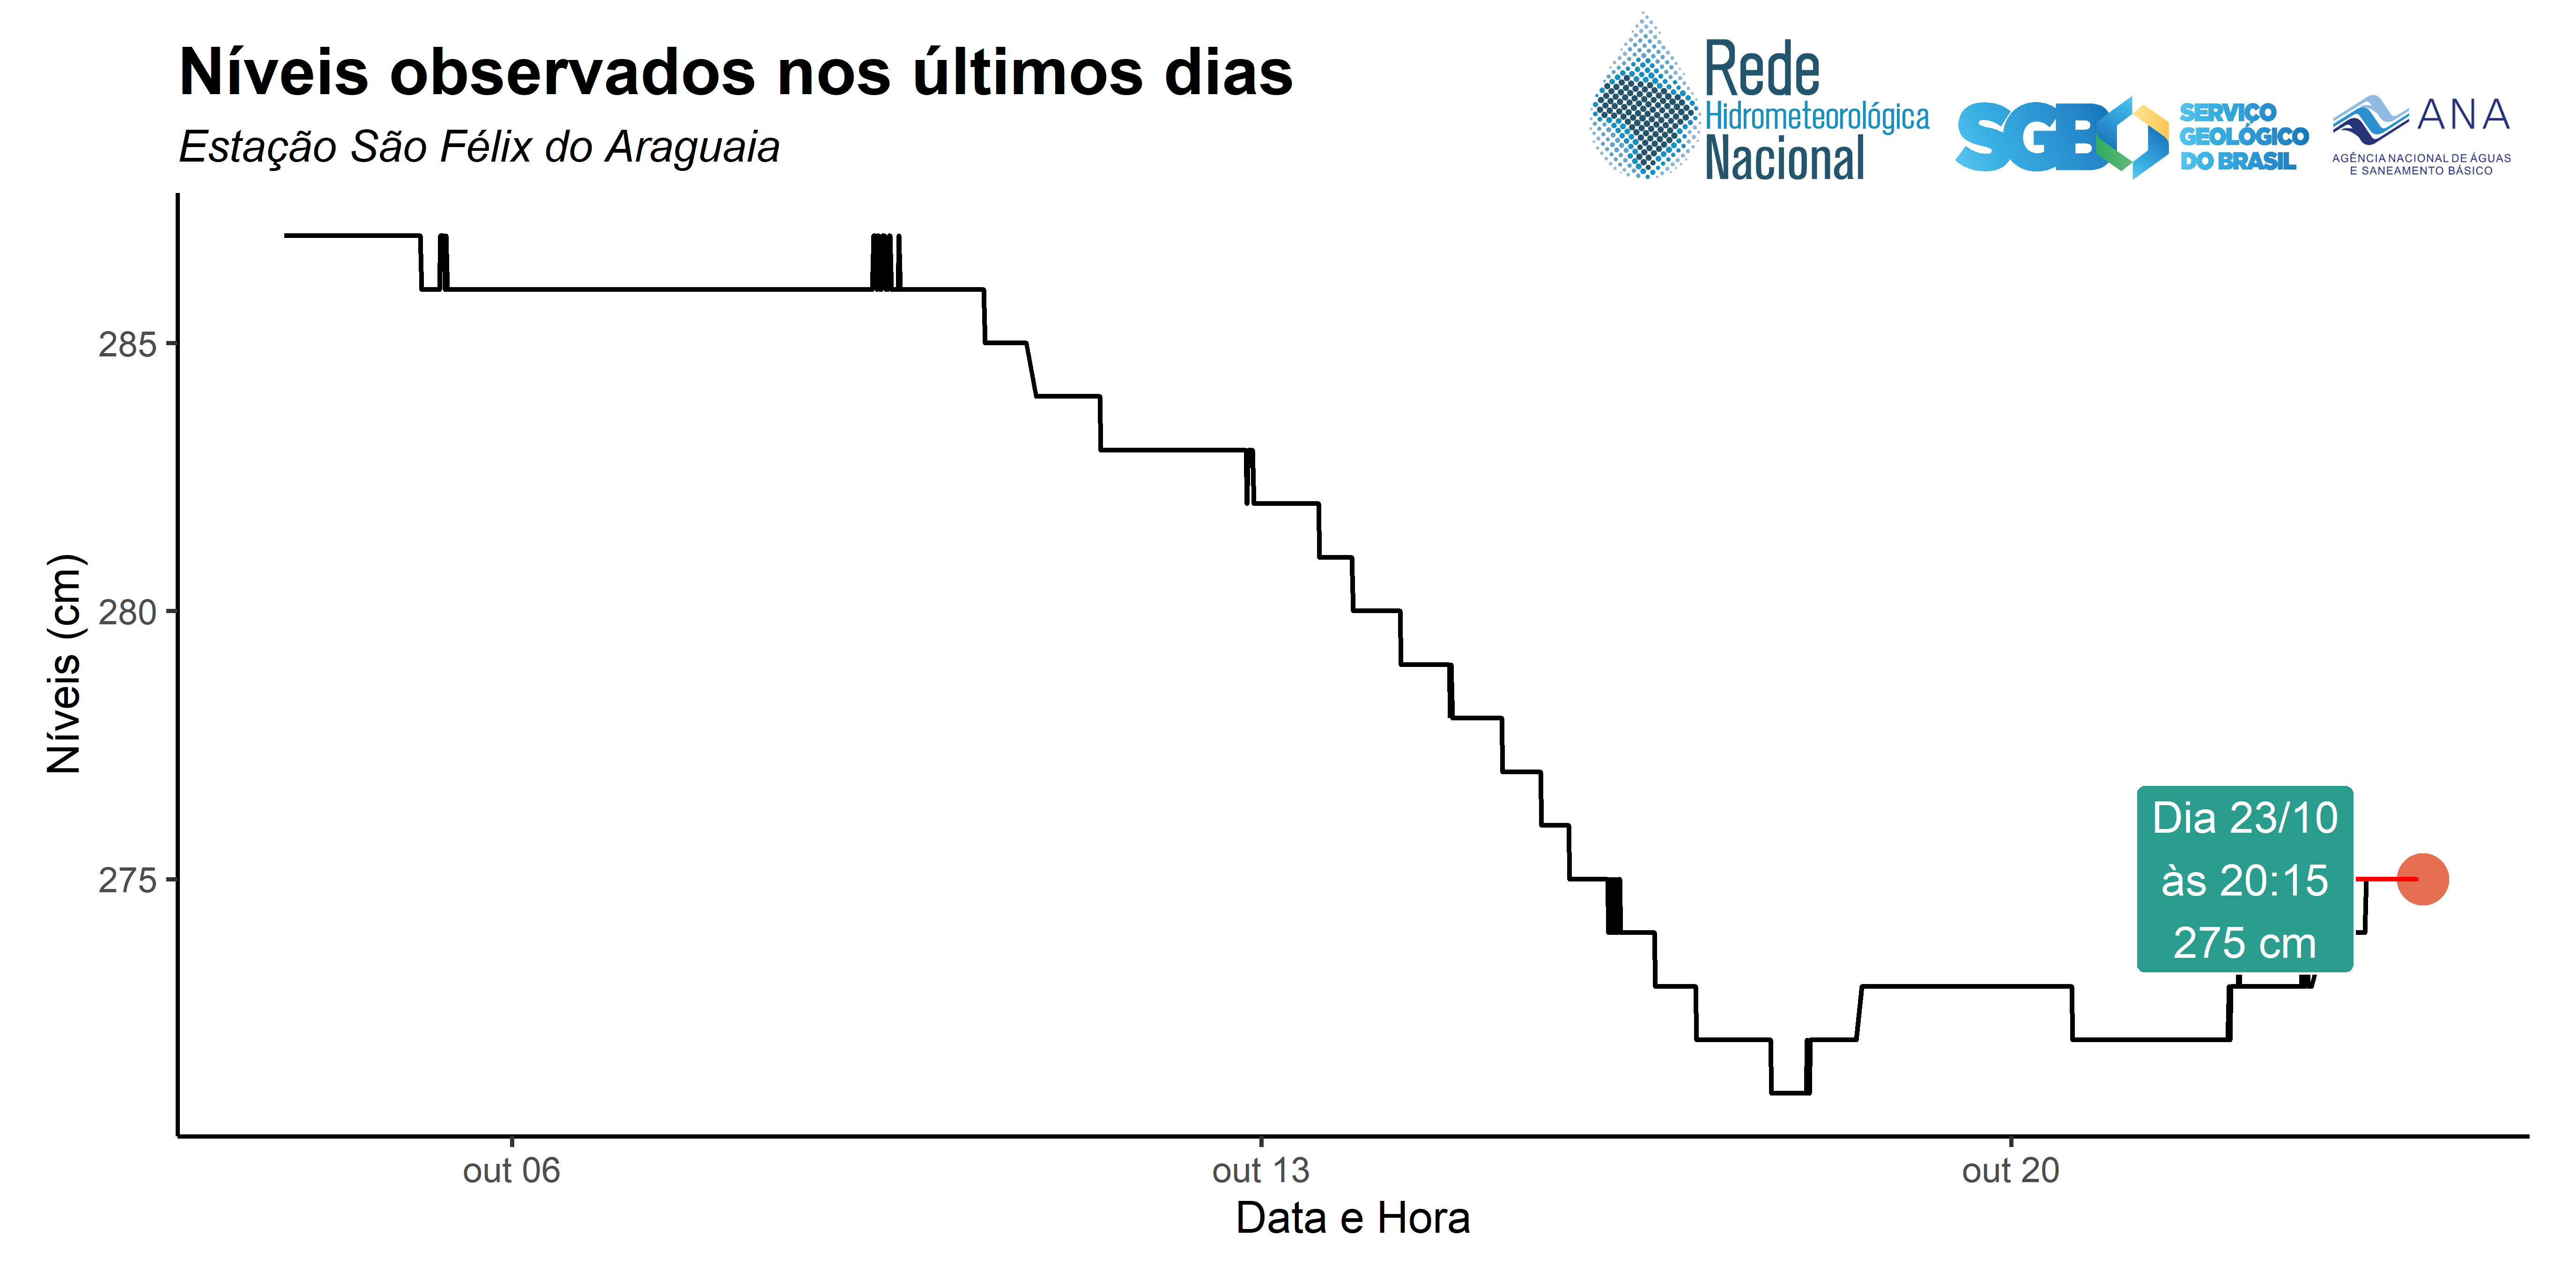 Níveis observados nos últimos dias
Estação São Félix do Araguaia
Rede
Hidrometeorológica
Nacional
SGB
SERVIÇO
GEOLÓGICO
DO BRASIL
ANA
AGÊNCIA NACIONAL DE ÁGUAS
E SANEAMENTO BÁSICO
Níveis (cm)
285
280
275
Dia 23/10
às 20:15
275 cm
out 06
out 13
out 20
Data e Hora